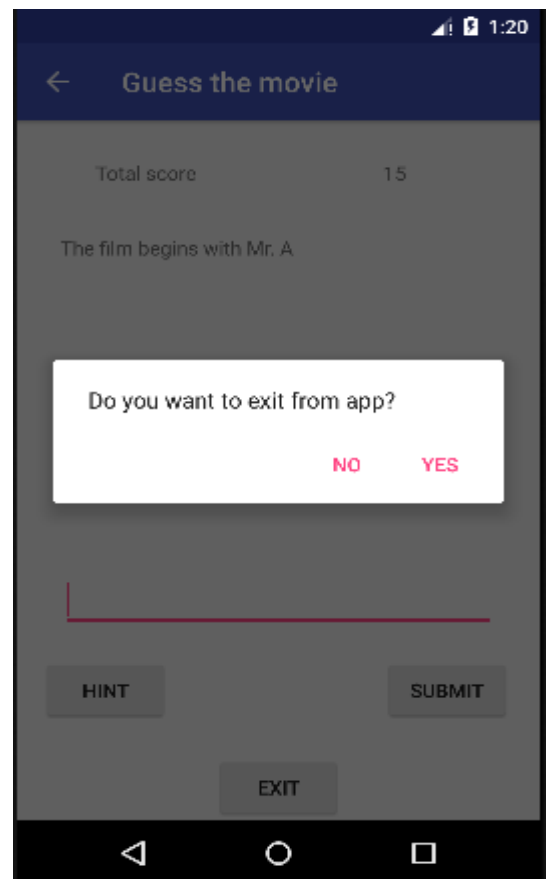 1:20
Guess the movie
Total score 15
The film begins with Mr. A
Do you want to exit from app?
NO YES
HINT SUBMIT
EXIT